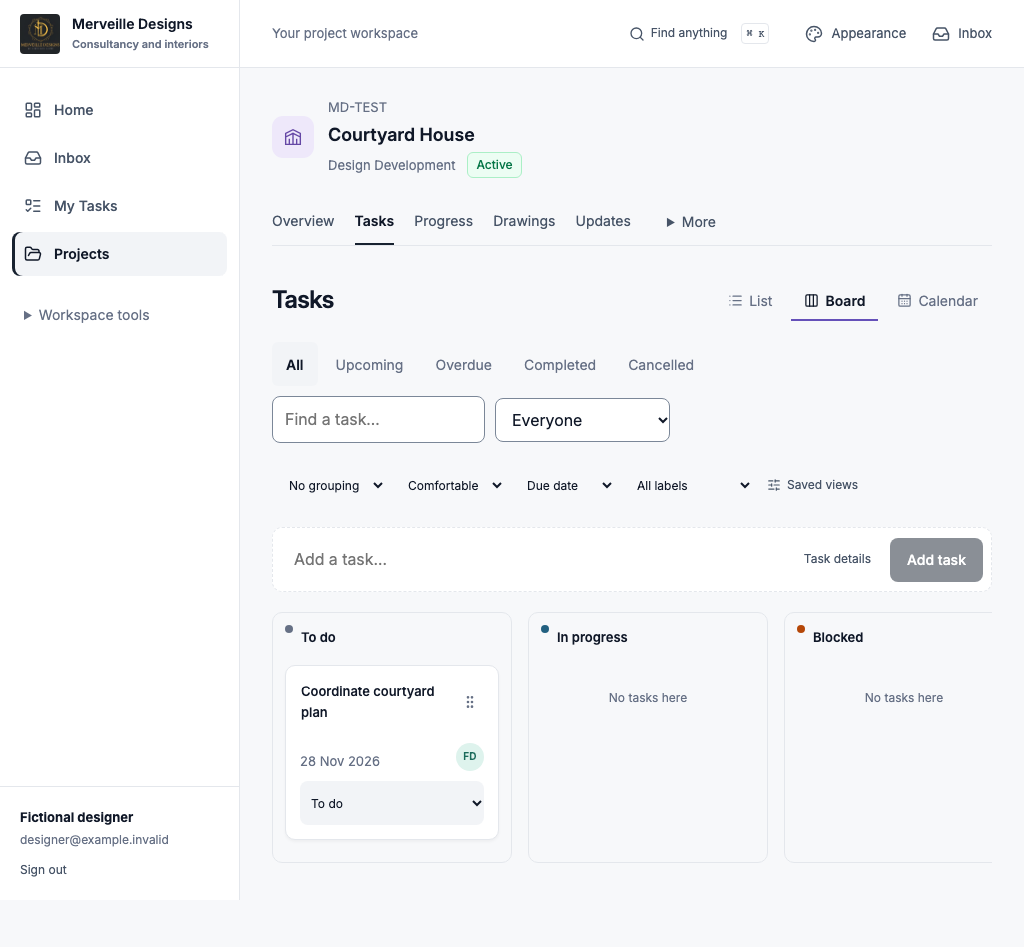 Merveille Designs
Consultancy and interiors
Your project workspace
Find anything
⌘ K
Appearance
Inbox
Home
Inbox
My Tasks
Projects
Workspace tools
MD-TEST
Courtyard House
Design Development
Active
Overview
Tasks
Progress
Drawings
Updates
More
Tasks
List
Board
Calendar
All
Upcoming
Overdue
Completed
Cancelled
Find a task...
Everyone
No grouping
Comfortable
Due date
All labels
Saved views
Add a task...
Task details
Add task
To do
Coordinate courtyard
plan
28 Nov 2026
FD
To do
In progress
No tasks here
Blocked
No tasks here
Fictional designer
designer@example.invalid
Sign out